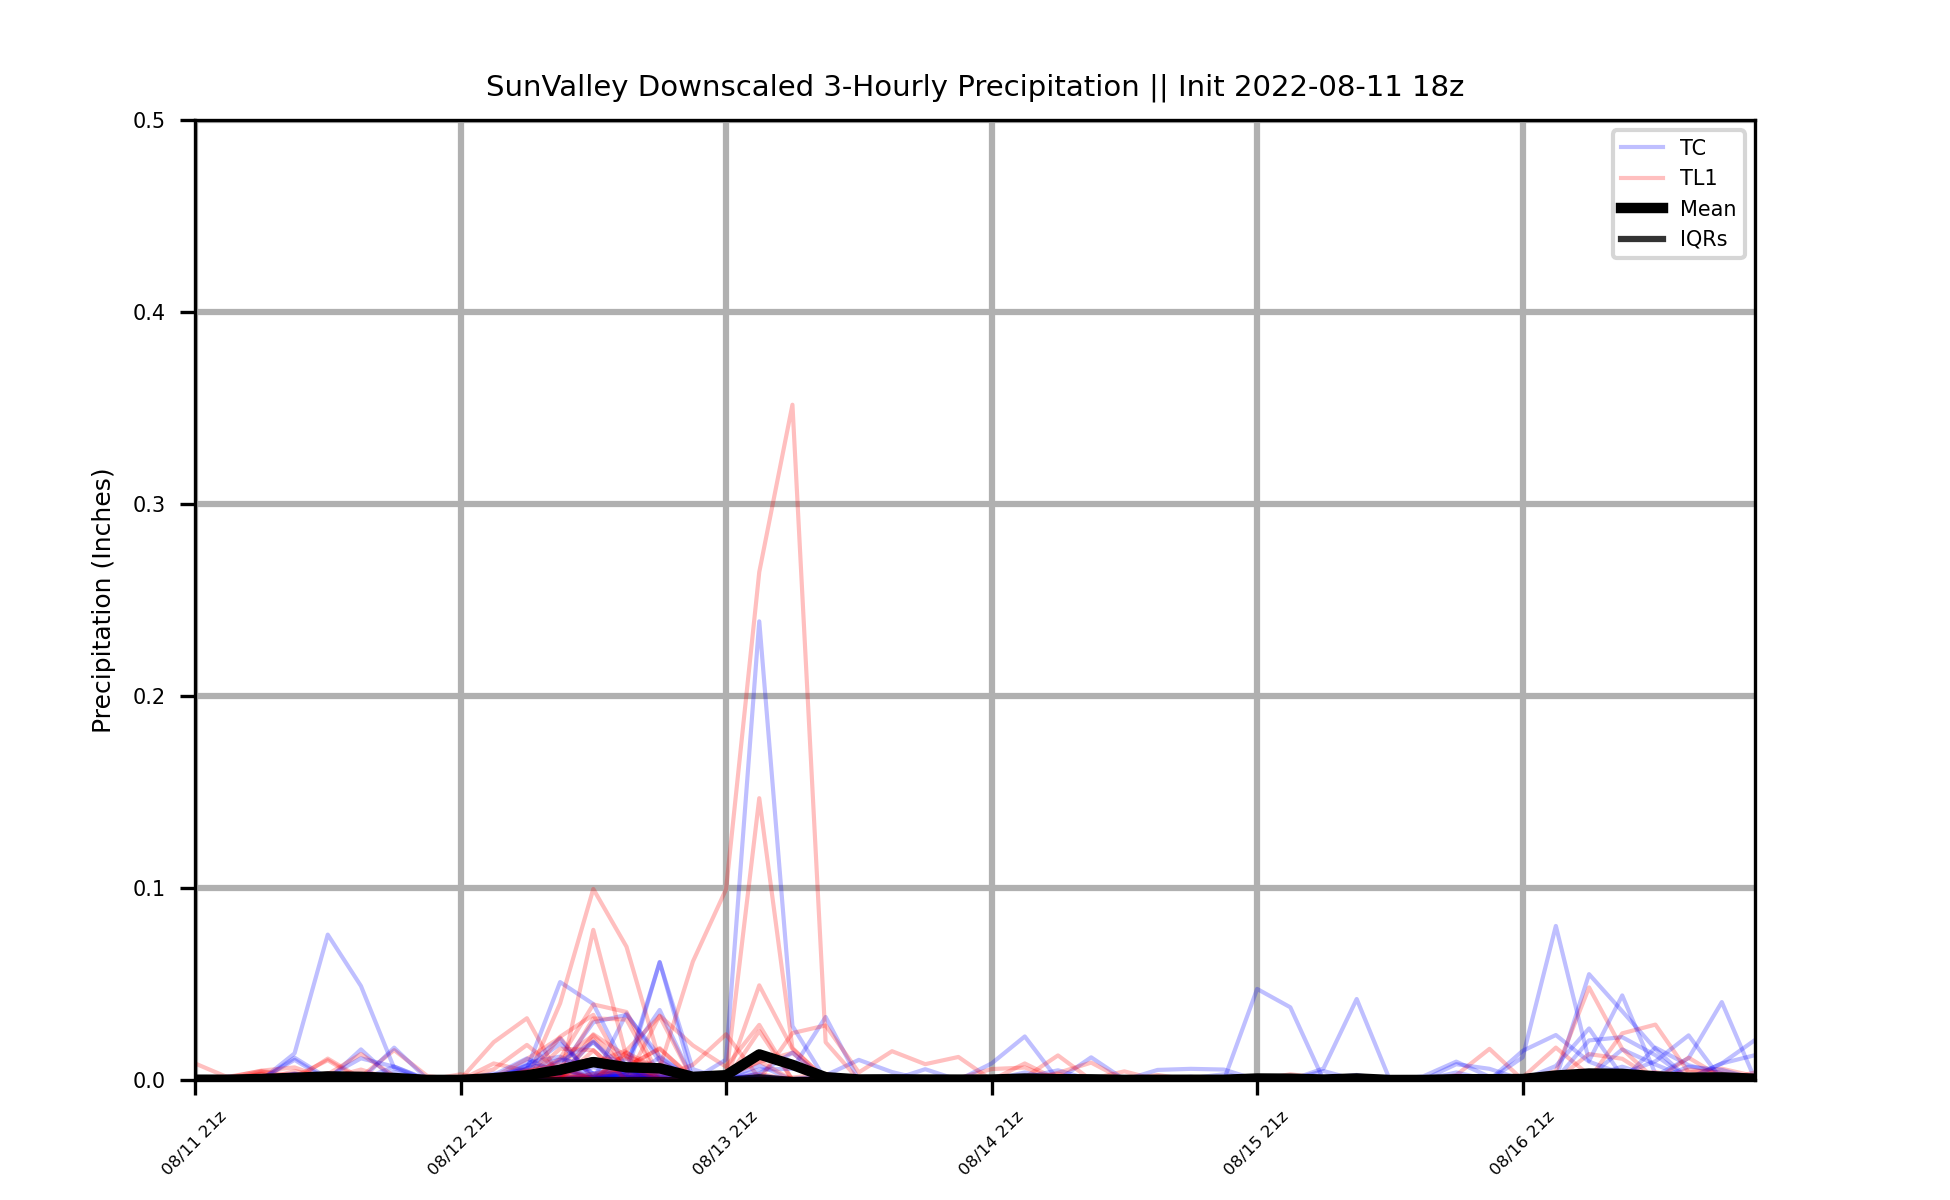 SunValley Downscaled 3-Hourly Precipitation || Init 2022-08-11 18z
TC
TL1
Mean
IQRs
Precipitation (Inches)
0.5
0.4
0.3
0.2
0.1
0.0
08/11 21z
08/12 21z
08/13 21z
08/14 21z
08/15 21z
08/16 21z